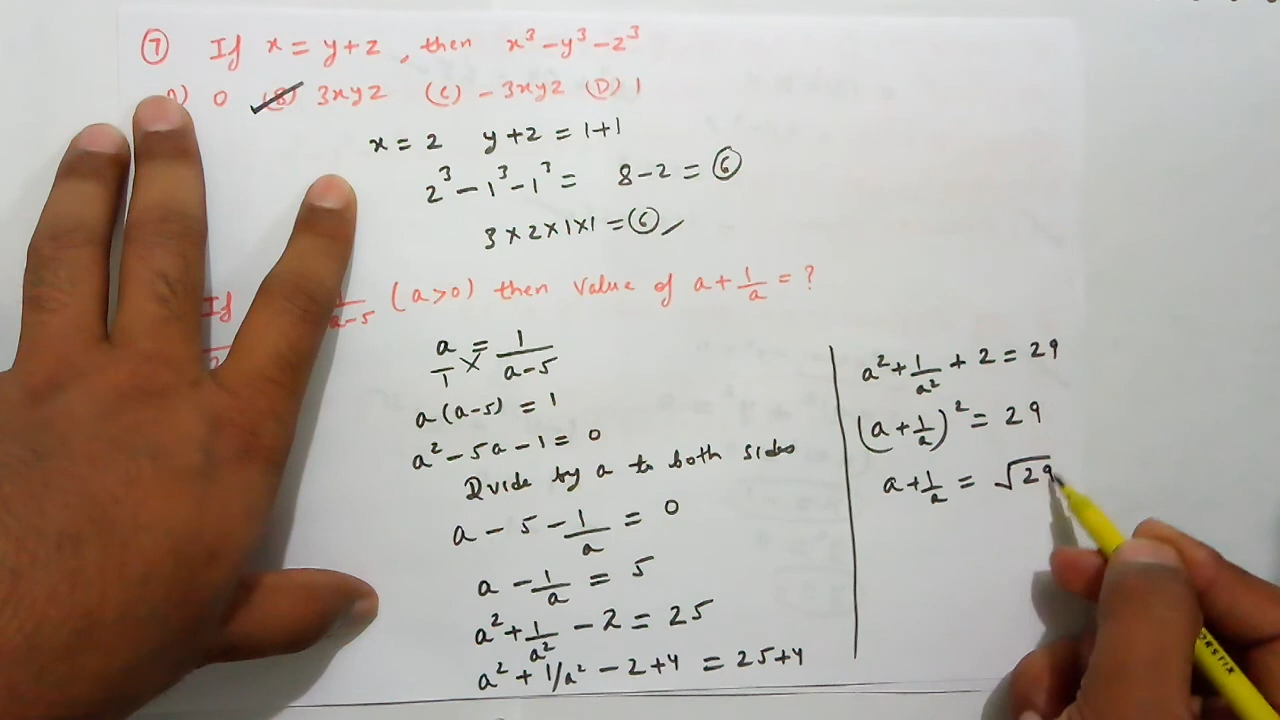 ⑦ If x = y+z, then x³ - y³ - z³
A) 0 (B) 3xyz (C) - 3xyz (D) 1
x = 2 y+z = 1+1
2³ - 1³ - 1³ = 8 - 2 = ⑥
3 × 2 × 1 × 1 = ⑥
If 1/a-5 (a>0) then value of a + 1/a = ?
a/1 = 1/(a-5)
a(a-5) = 1
a² - 5a - 1 = 0
Dvide by a to both sides
a - 5 - 1/a = 0
a - 1/a = 5
a² + 1/a² - 2 = 25
a² + 1/a² - 2 + 4 = 25+4
a² + 1/a² + 2 = 29
(a + 1/a)² = 29
a + 1/a = √29